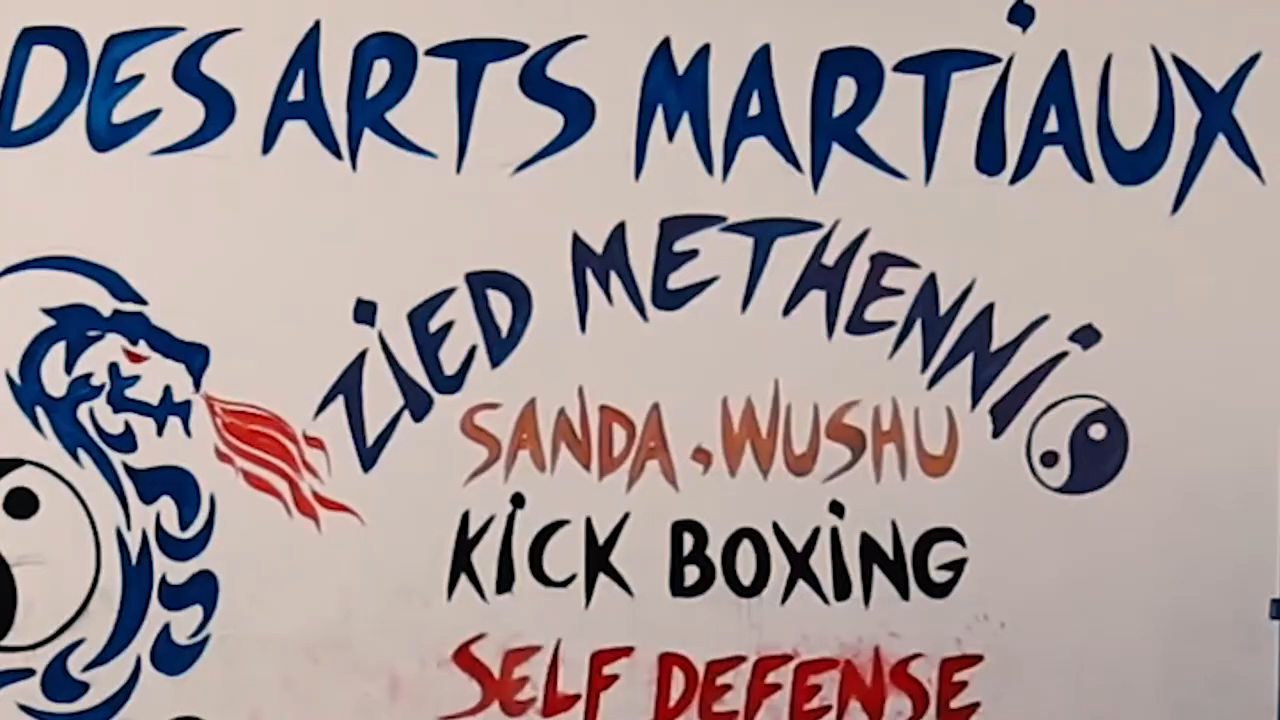 DES ARTS MARTIAUX
ZIED METHENNI
SANDA.WUSHU
KICK BOXING
SELF DEFENSE